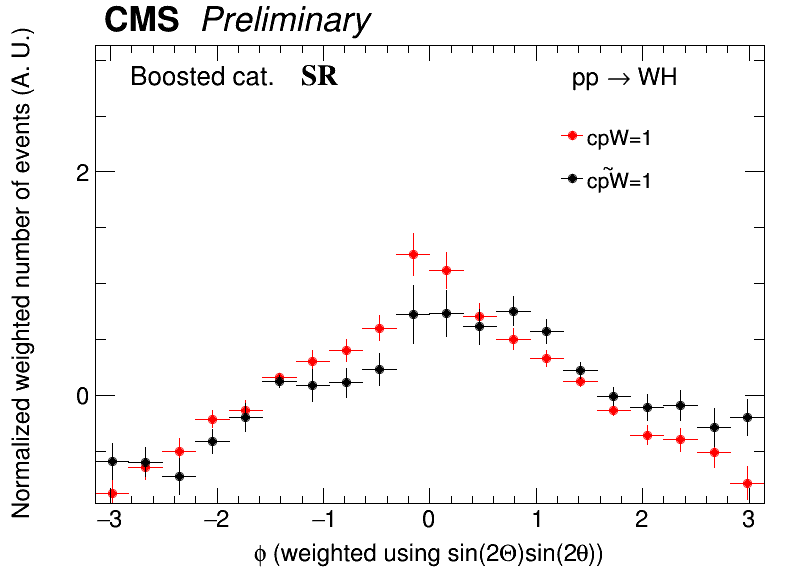 CMS Preliminary
Normalized weighted number of events (A. U.)
Boosted cat. SR
pp → WH
cpW=1
cpW̃=1
2
0
−3 −2 −1 0 1 2 3
ϕ (weighted using sin(2Θ)sin(2θ))